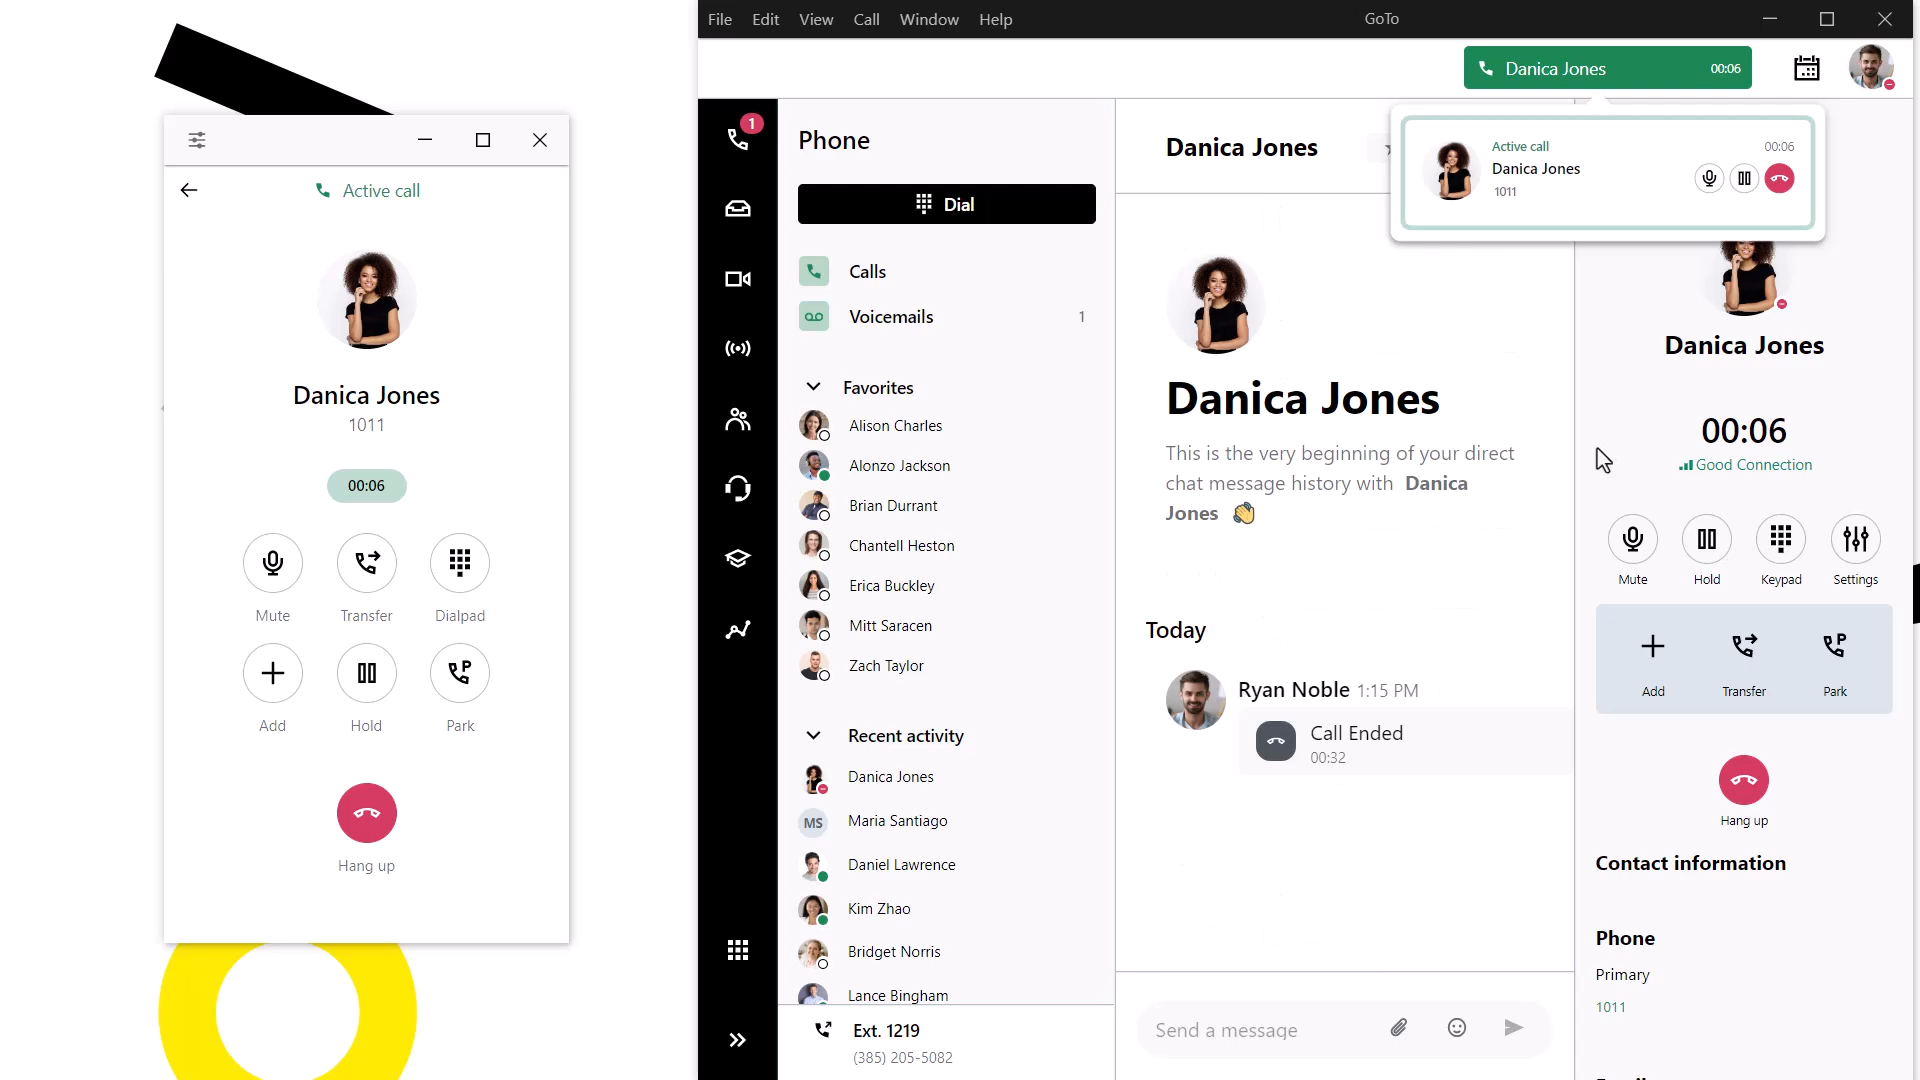 File Edit View Call Window Help
GoTo
Danica Jones 00:06
Active call
Danica Jones
1011
00:06
Mute Transfer Dialpad
Add Hold Park
Hang up
1
Phone
Dial
Calls
Voicemails 1
Favorites
Alison Charles
Alonzo Jackson
Brian Durrant
Chantell Heston
Erica Buckley
Mitt Saracen
Zach Taylor
Recent activity
Danica Jones
MS Maria Santiago
Daniel Lawrence
Kim Zhao
Bridget Norris
Lance Bingham
Ext. 1219
(385) 205-5082
Danica Jones
Danica Jones
This is the very beginning of your direct
chat message history with Danica
Jones
Today
Ryan Noble 1:15 PM
Call Ended
00:32
Send a message
Active call 00:06
Danica Jones
1011
Danica Jones
00:06
Good Connection
Mute Hold Keypad Settings
Add Transfer Park
Hang up
Contact information
Phone
Primary
1011